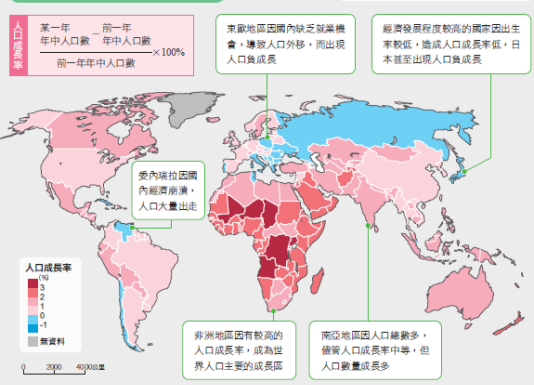 人口成長率
某一年 － 前一年
年中人口數 年中人口數
×100%
前一年年中人口數
東歐地區因國內缺乏就業機
會，導致人口外移，而出現
人口負成長
經濟發展程度較高的國家因出生
率較低，造成人口成長率低，日
本甚至出現人口負成長
委內瑞拉因國
內經濟崩潰，
人口大量出走
人口成長率
(%)
3
2
1
0
-1
無資料
0 2000 4000公里
非洲地區因有較高的
人口成長率，成為世
界人口主要的成長區
南亞地區因人口總數多，
儘管人口成長率中等，但
人口數量成長多